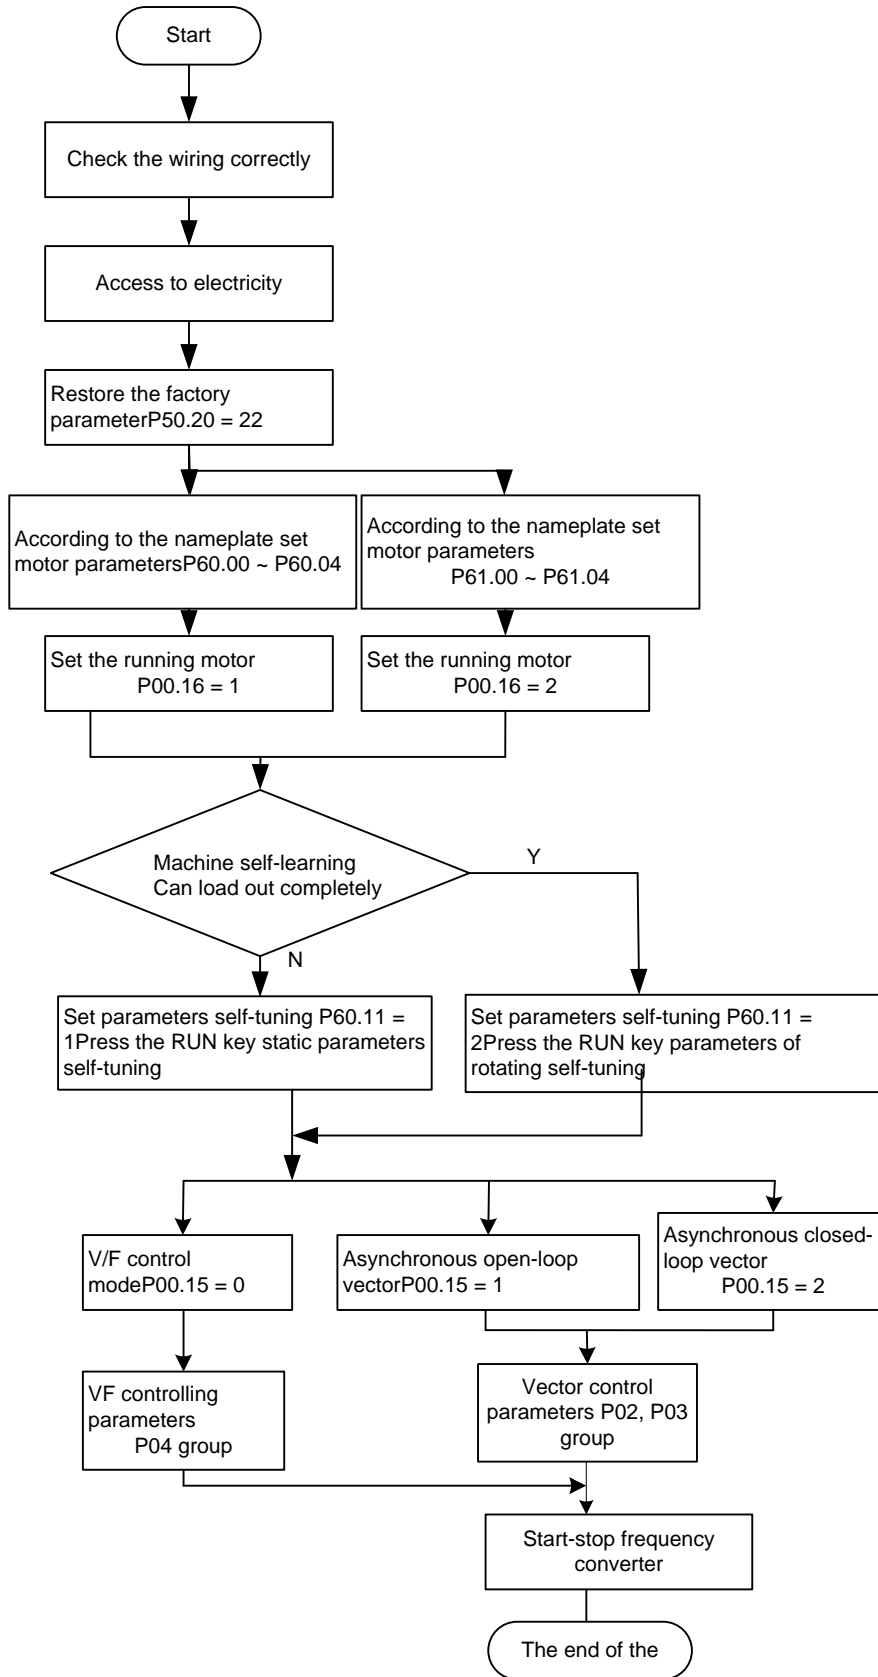 Start
Check the wiring correctly
Access to electricity
Restore the factory
parameterP50.20 = 22
According to the nameplate set
motor parametersP60.00 ~ P60.04
According to the nameplate set
motor parameters
P61.00 ~ P61.04
Set the running motor
P00.16 = 1
Set the running motor
P00.16 = 2
Machine self-learning
Can load out completely
Y
N
Set parameters self-tuning P60.11 =
1Press the RUN key static parameters
self-tuning
Set parameters self-tuning P60.11 =
2Press the RUN key parameters of
rotating self-tuning
V/F control
modeP00.15 = 0
Asynchronous open-loop
vectorP00.15 = 1
Asynchronous closed-
loop vector
P00.15 = 2
VF controlling
parameters
P04 group
Vector control
parameters P02, P03
group
Start-stop frequency
converter
The end of the